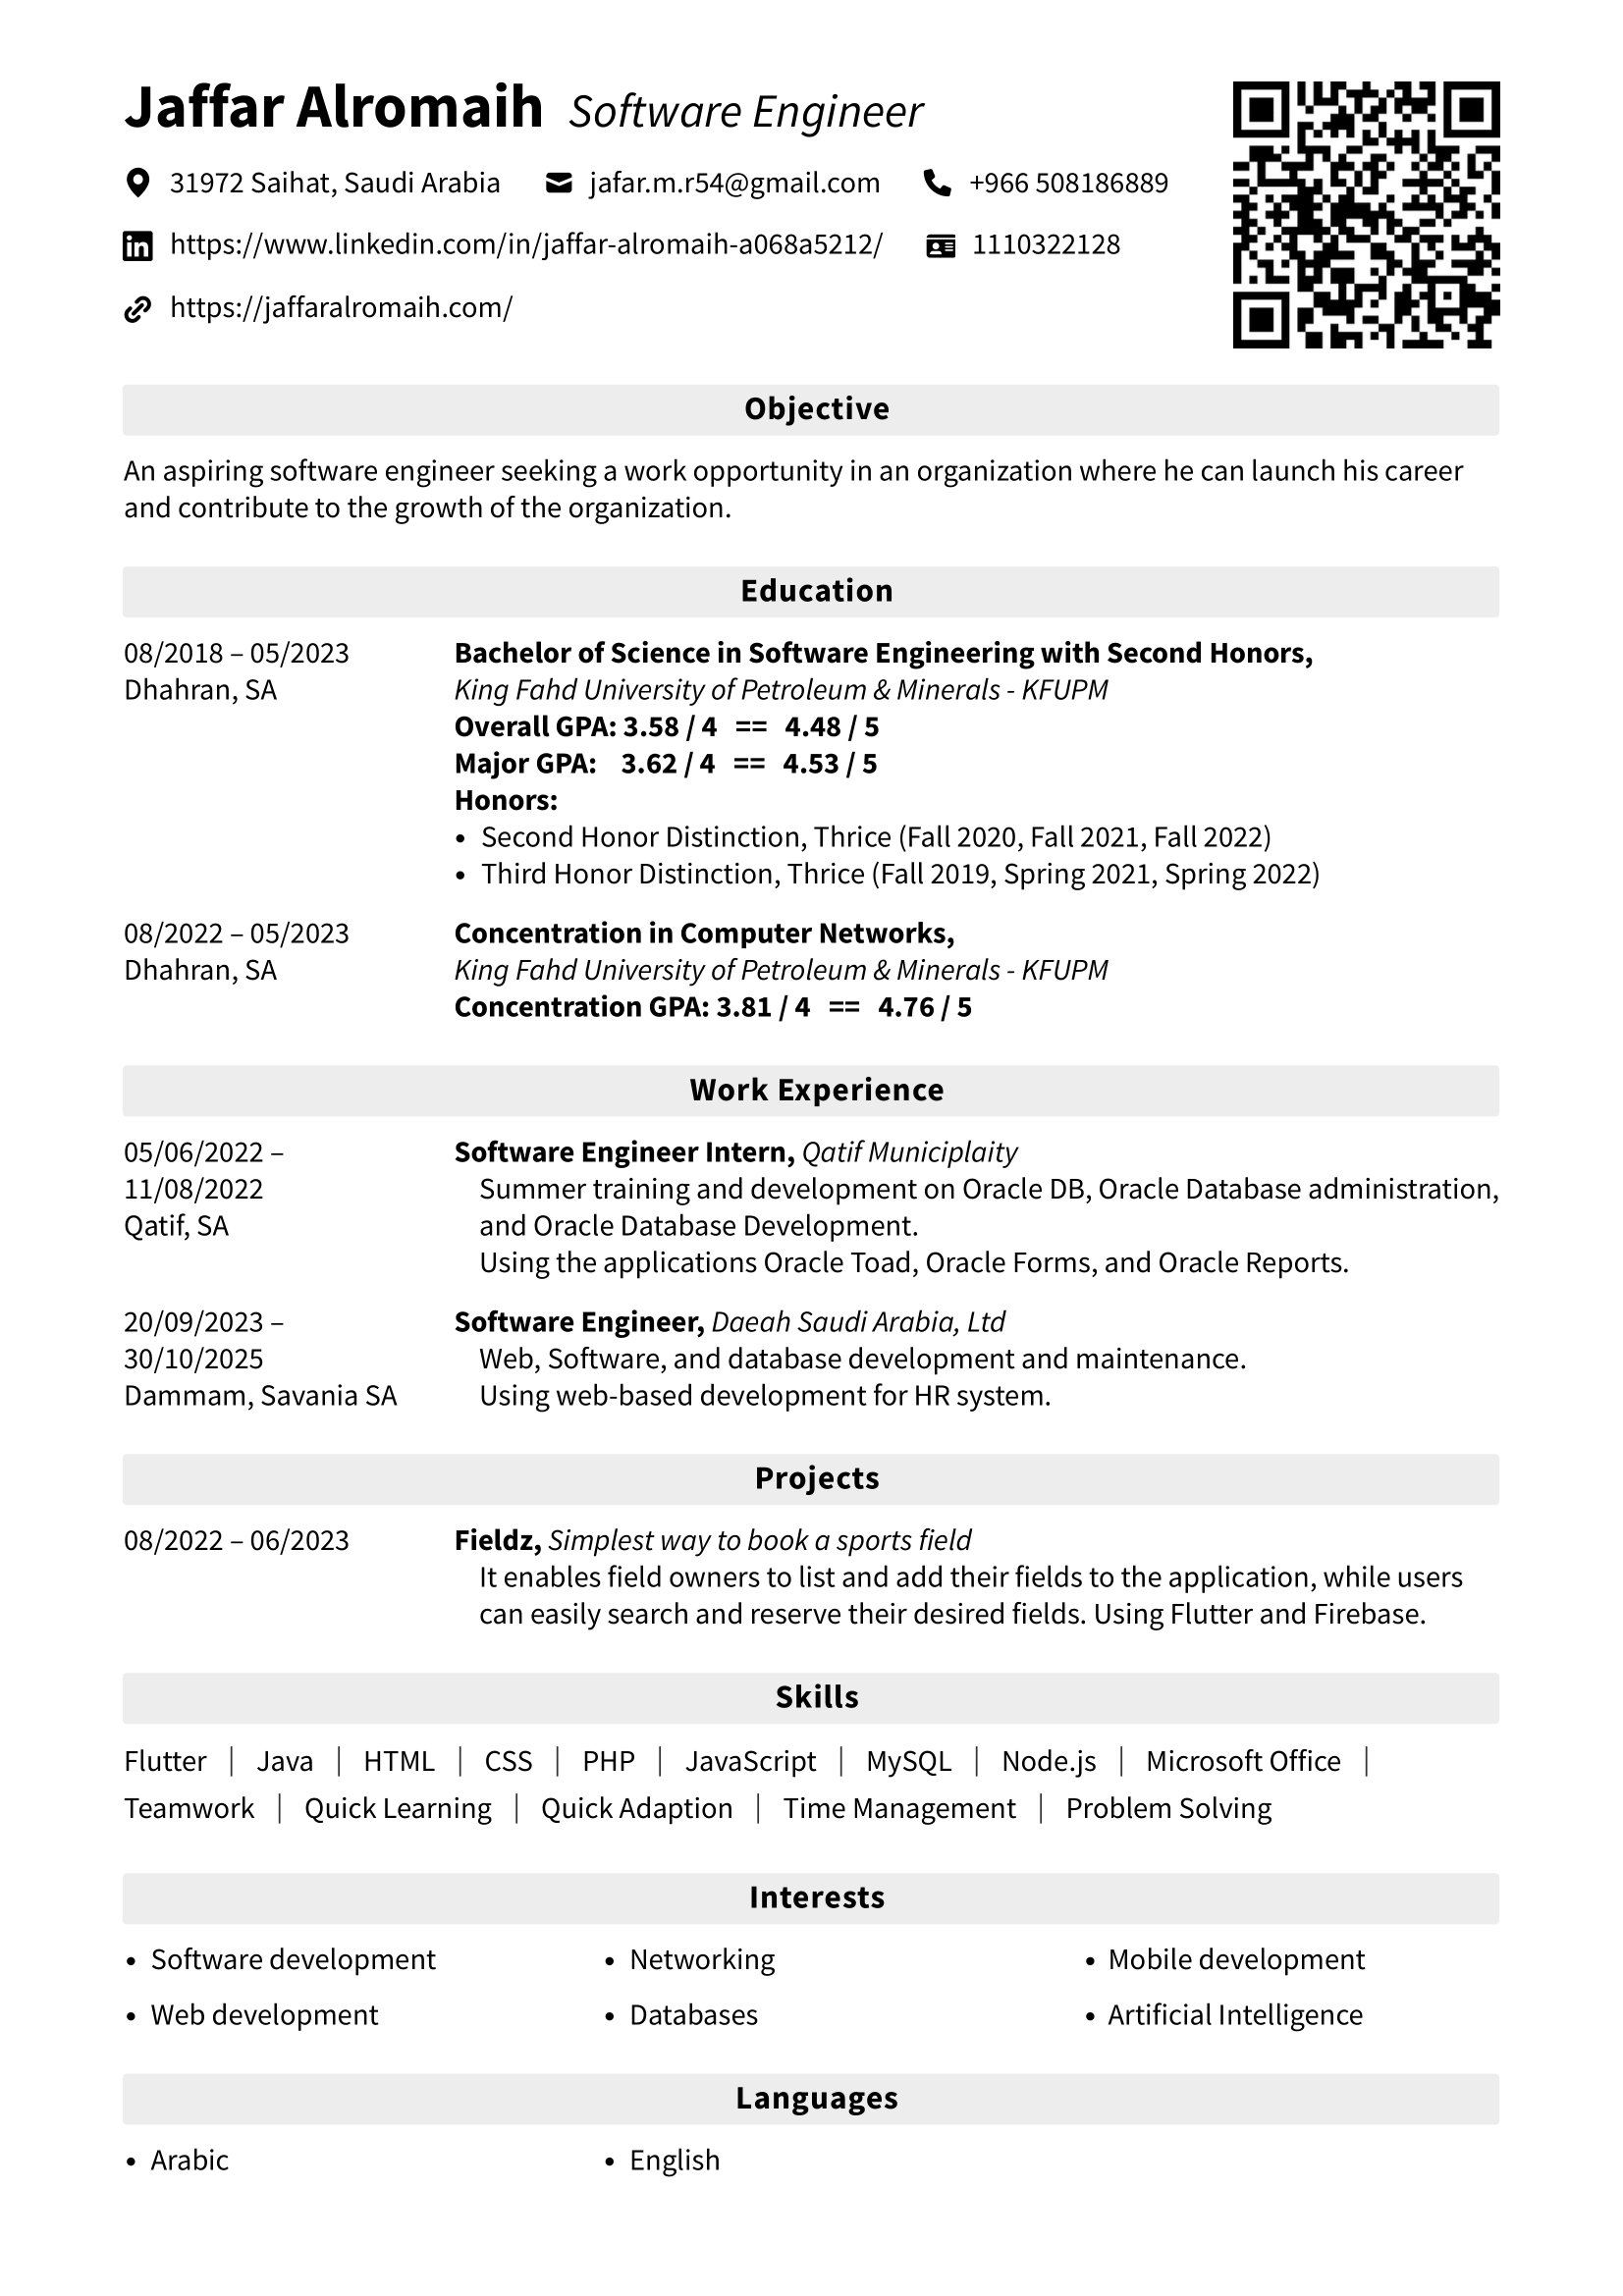 Jaffar Alromaih Software Engineer
31972 Saihat, Saudi Arabia jafar.m.r54@gmail.com +966 508186889
https://www.linkedin.com/in/jaffar-alromaih-a068a5212/ 1110322128
https://jaffaralromaih.com/
Objective
An aspiring software engineer seeking a work opportunity in an organization where he can launch his career
and contribute to the growth of the organization.
Education
08/2018 – 05/2023 Bachelor of Science in Software Engineering with Second Honors,
Dhahran, SA King Fahd University of Petroleum & Minerals - KFUPM
Overall GPA: 3.58 / 4 == 4.48 / 5
Major GPA: 3.62 / 4 == 4.53 / 5
Honors:
• Second Honor Distinction, Thrice (Fall 2020, Fall 2021, Fall 2022)
• Third Honor Distinction, Thrice (Fall 2019, Spring 2021, Spring 2022)
08/2022 – 05/2023 Concentration in Computer Networks,
Dhahran, SA King Fahd University of Petroleum & Minerals - KFUPM
Concentration GPA: 3.81 / 4 == 4.76 / 5
Work Experience
05/06/2022 – Software Engineer Intern, Qatif Municiplaity
11/08/2022 Summer training and development on Oracle DB, Oracle Database administration,
Qatif, SA and Oracle Database Development.
Using the applications Oracle Toad, Oracle Forms, and Oracle Reports.
20/09/2023 – Software Engineer, Daeah Saudi Arabia, Ltd
30/10/2025 Web, Software, and database development and maintenance.
Dammam, Savania SA Using web-based development for HR system.
Projects
08/2022 – 06/2023 Fieldz, Simplest way to book a sports field
It enables field owners to list and add their fields to the application, while users
can easily search and reserve their desired fields. Using Flutter and Firebase.
Skills
Flutter | Java | HTML | CSS | PHP | JavaScript | MySQL | Node.js | Microsoft Office |
Teamwork | Quick Learning | Quick Adaption | Time Management | Problem Solving
Interests
• Software development • Networking • Mobile development
• Web development • Databases • Artificial Intelligence
Languages
• Arabic • English